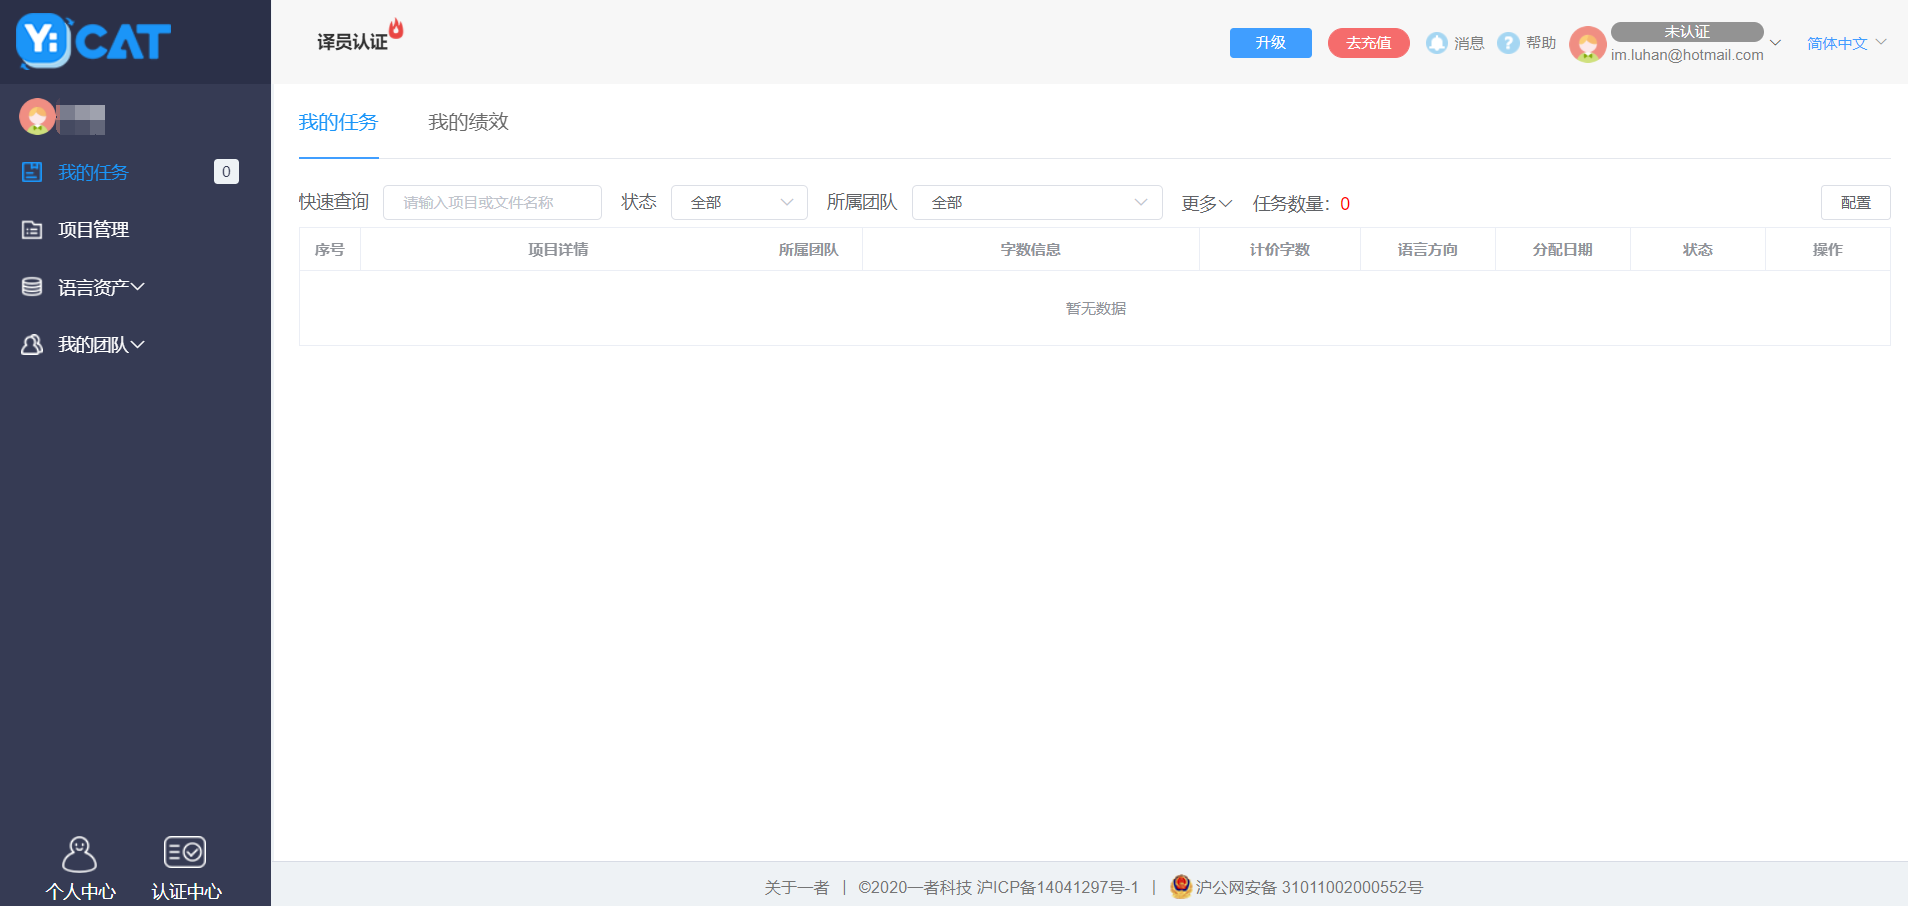 Yi CAT
译员认证
升级
去充值
消息
帮助
未认证
im.luhan@hotmail.com
简体中文
我的任务
0
项目管理
语言资产
我的团队
个人中心
认证中心
我的任务 我的绩效
快速查询 请输入项目或文件名称 状态 全部 所属团队 全部 更多 任务数量：0 配置
序号 项目详情 所属团队 字数信息 计价字数 语言方向 分配日期 状态 操作
暂无数据
关于一者 | ©2020一者科技 沪ICP备14041297号-1 | 沪公网安备 31011002000552号